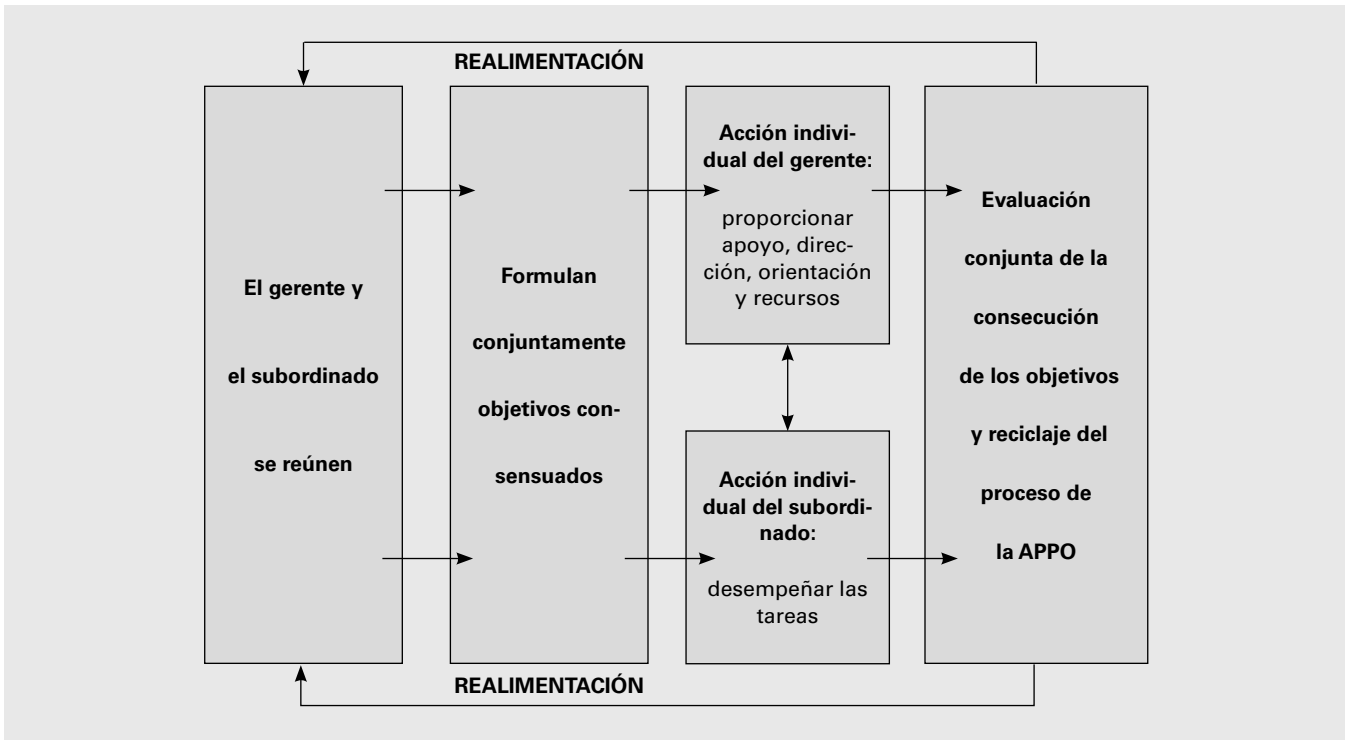 REALIMENTACIÓN
El gerente y
el subordinado
se reúnen
Formulan
conjuntamente
objetivos con-
sensuados
Acción indivi-
dual del gerente:
proporcionar
apoyo, direc-
ción, orientación
y recursos
Acción indivi-
dual del subordi-
nado:
desempeñar las
tareas
Evaluación
conjunta de la
consecución
de los objetivos
y reciclaje del
proceso de
la APPO
REALIMENTACIÓN